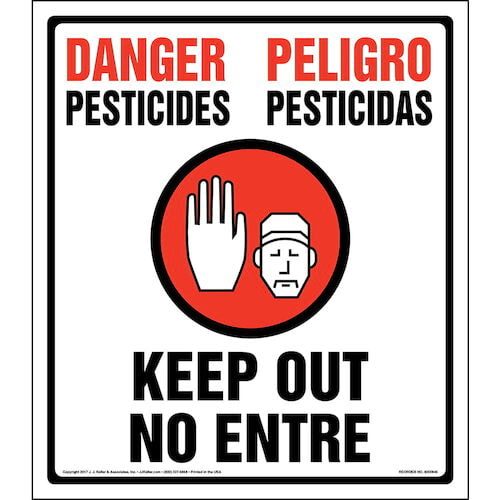 DANGER PELIGRO
PESTICIDES PESTICIDAS
KEEP OUT
NO ENTRE